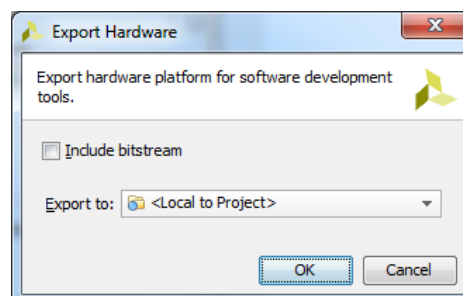 Export Hardware
Export hardware platform for software development
tools.
Include bitstream
Export to: <Local to Project>
OK Cancel